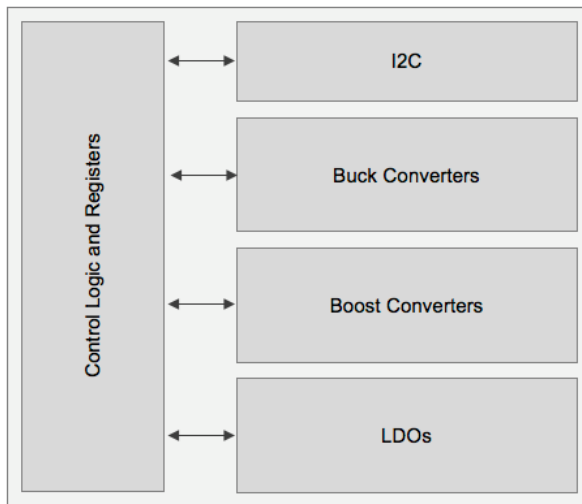 Control Logic and Registers
I2C
Buck Converters
Boost Converters
LDOs